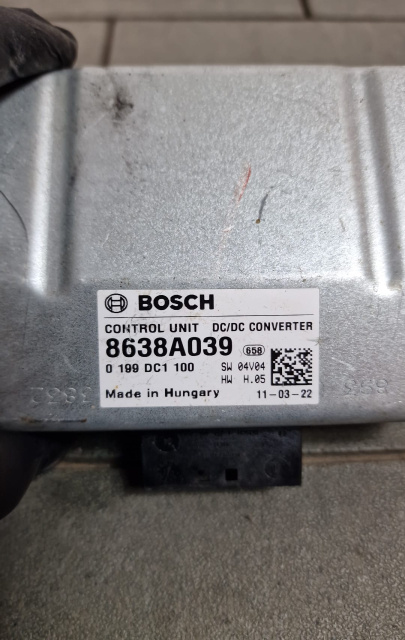 BOSCH
CONTROL UNIT DC/DC CONVERTER
8638A039 658
0 199 DC1 100 SW 04V04
HW H.05
Made in Hungary 11-03-22